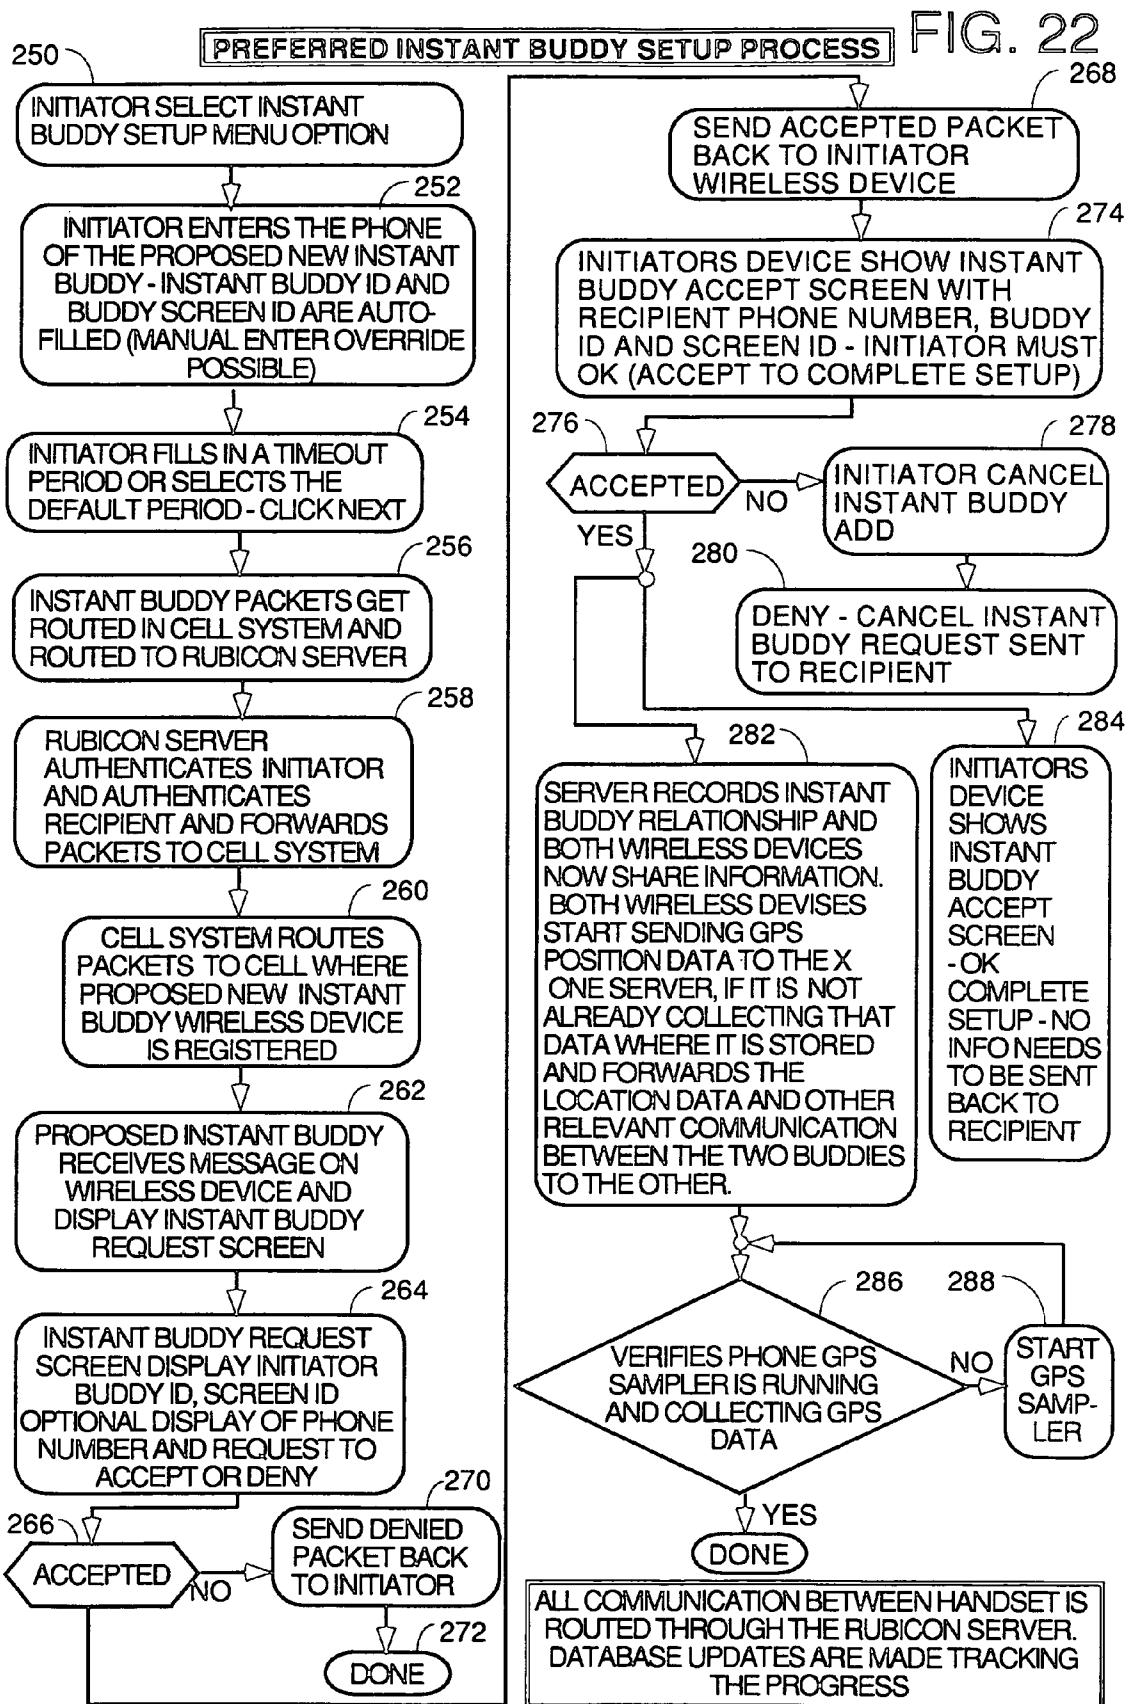 FIG. 22
PREFERRED INSTANT BUDDY SETUP PROCESS
250
INITIATOR SELECT INSTANT
BUDDY SETUP MENU OPTION
252
INITIATOR ENTERS THE PHONE
OF THE PROPOSED NEW INSTANT
BUDDY - INSTANT BUDDY ID AND
BUDDY SCREEN ID ARE AUTO-
FILLED (MANUAL ENTER OVERRIDE
POSSIBLE)
254
INITIATOR FILLS IN A TIMEOUT
PERIOD OR SELECTS THE
DEFAULT PERIOD - CLICK NEXT
256
INSTANT BUDDY PACKETS GET
ROUTED IN CELL SYSTEM AND
ROUTED TO RUBICON SERVER
258
RUBICON SERVER
AUTHENTICATES INITIATOR
AND AUTHENTICATES
RECIPIENT AND FORWARDS
PACKETS TO CELL SYSTEM
260
CELL SYSTEM ROUTES
PACKETS TO CELL WHERE
PROPOSED NEW INSTANT
BUDDY WIRELESS DEVICE
IS REGISTERED
262
PROPOSED INSTANT BUDDY
RECEIVES MESSAGE ON
WIRELESS DEVICE AND
DISPLAY INSTANT BUDDY
REQUEST SCREEN
264
INSTANT BUDDY REQUEST
SCREEN DISPLAY INITIATOR
BUDDY ID, SCREEN ID
OPTIONAL DISPLAY OF PHONE
NUMBER AND REQUEST TO
ACCEPT OR DENY
266
ACCEPTED
NO
270
SEND DENIED
PACKET BACK
TO INITIATOR
272
DONE
268
SEND ACCEPTED PACKET
BACK TO INITIATOR
WIRELESS DEVICE
274
INITIATORS DEVICE SHOW INSTANT
BUDDY ACCEPT SCREEN WITH
RECIPIENT PHONE NUMBER, BUDDY
ID AND SCREEN ID - INITIATOR MUST
OK (ACCEPT TO COMPLETE SETUP)
276
ACCEPTED
NO
YES
278
INITIATOR CANCEL
INSTANT BUDDY
ADD
280
DENY - CANCEL INSTANT
BUDDY REQUEST SENT
TO RECIPIENT
282
SERVER RECORDS INSTANT
BUDDY RELATIONSHIP AND
BOTH WIRELESS DEVICES
NOW SHARE INFORMATION.
BOTH WIRELESS DEVISES
START SENDING GPS
POSITION DATA TO THE X
ONE SERVER, IF IT IS NOT
ALREADY COLLECTING THAT
DATA WHERE IT IS STORED
AND FORWARDS THE
LOCATION DATA AND OTHER
RELEVANT COMMUNICATION
BETWEEN THE TWO BUDDIES
TO THE OTHER.
284
INITIATORS
DEVICE
SHOWS
INSTANT
BUDDY
ACCEPT
SCREEN
- OK
COMPLETE
SETUP - NO
INFO NEEDS
TO BE SENT
BACK TO
RECIPIENT
286
VERIFIES PHONE GPS
SAMPLER IS RUNNING
AND COLLECTING GPS
DATA
NO
288
START
GPS
SAMP-
LER
YES
DONE
ALL COMMUNICATION BETWEEN HANDSET IS
ROUTED THROUGH THE RUBICON SERVER.
DATABASE UPDATES ARE MADE TRACKING
THE PROGRESS